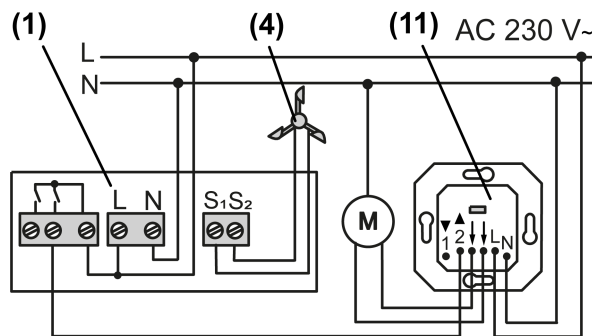 (1) (4) (11) AC 230 V~
L
N
L N S₁S₂
M
▼ ▲
1 2 L N